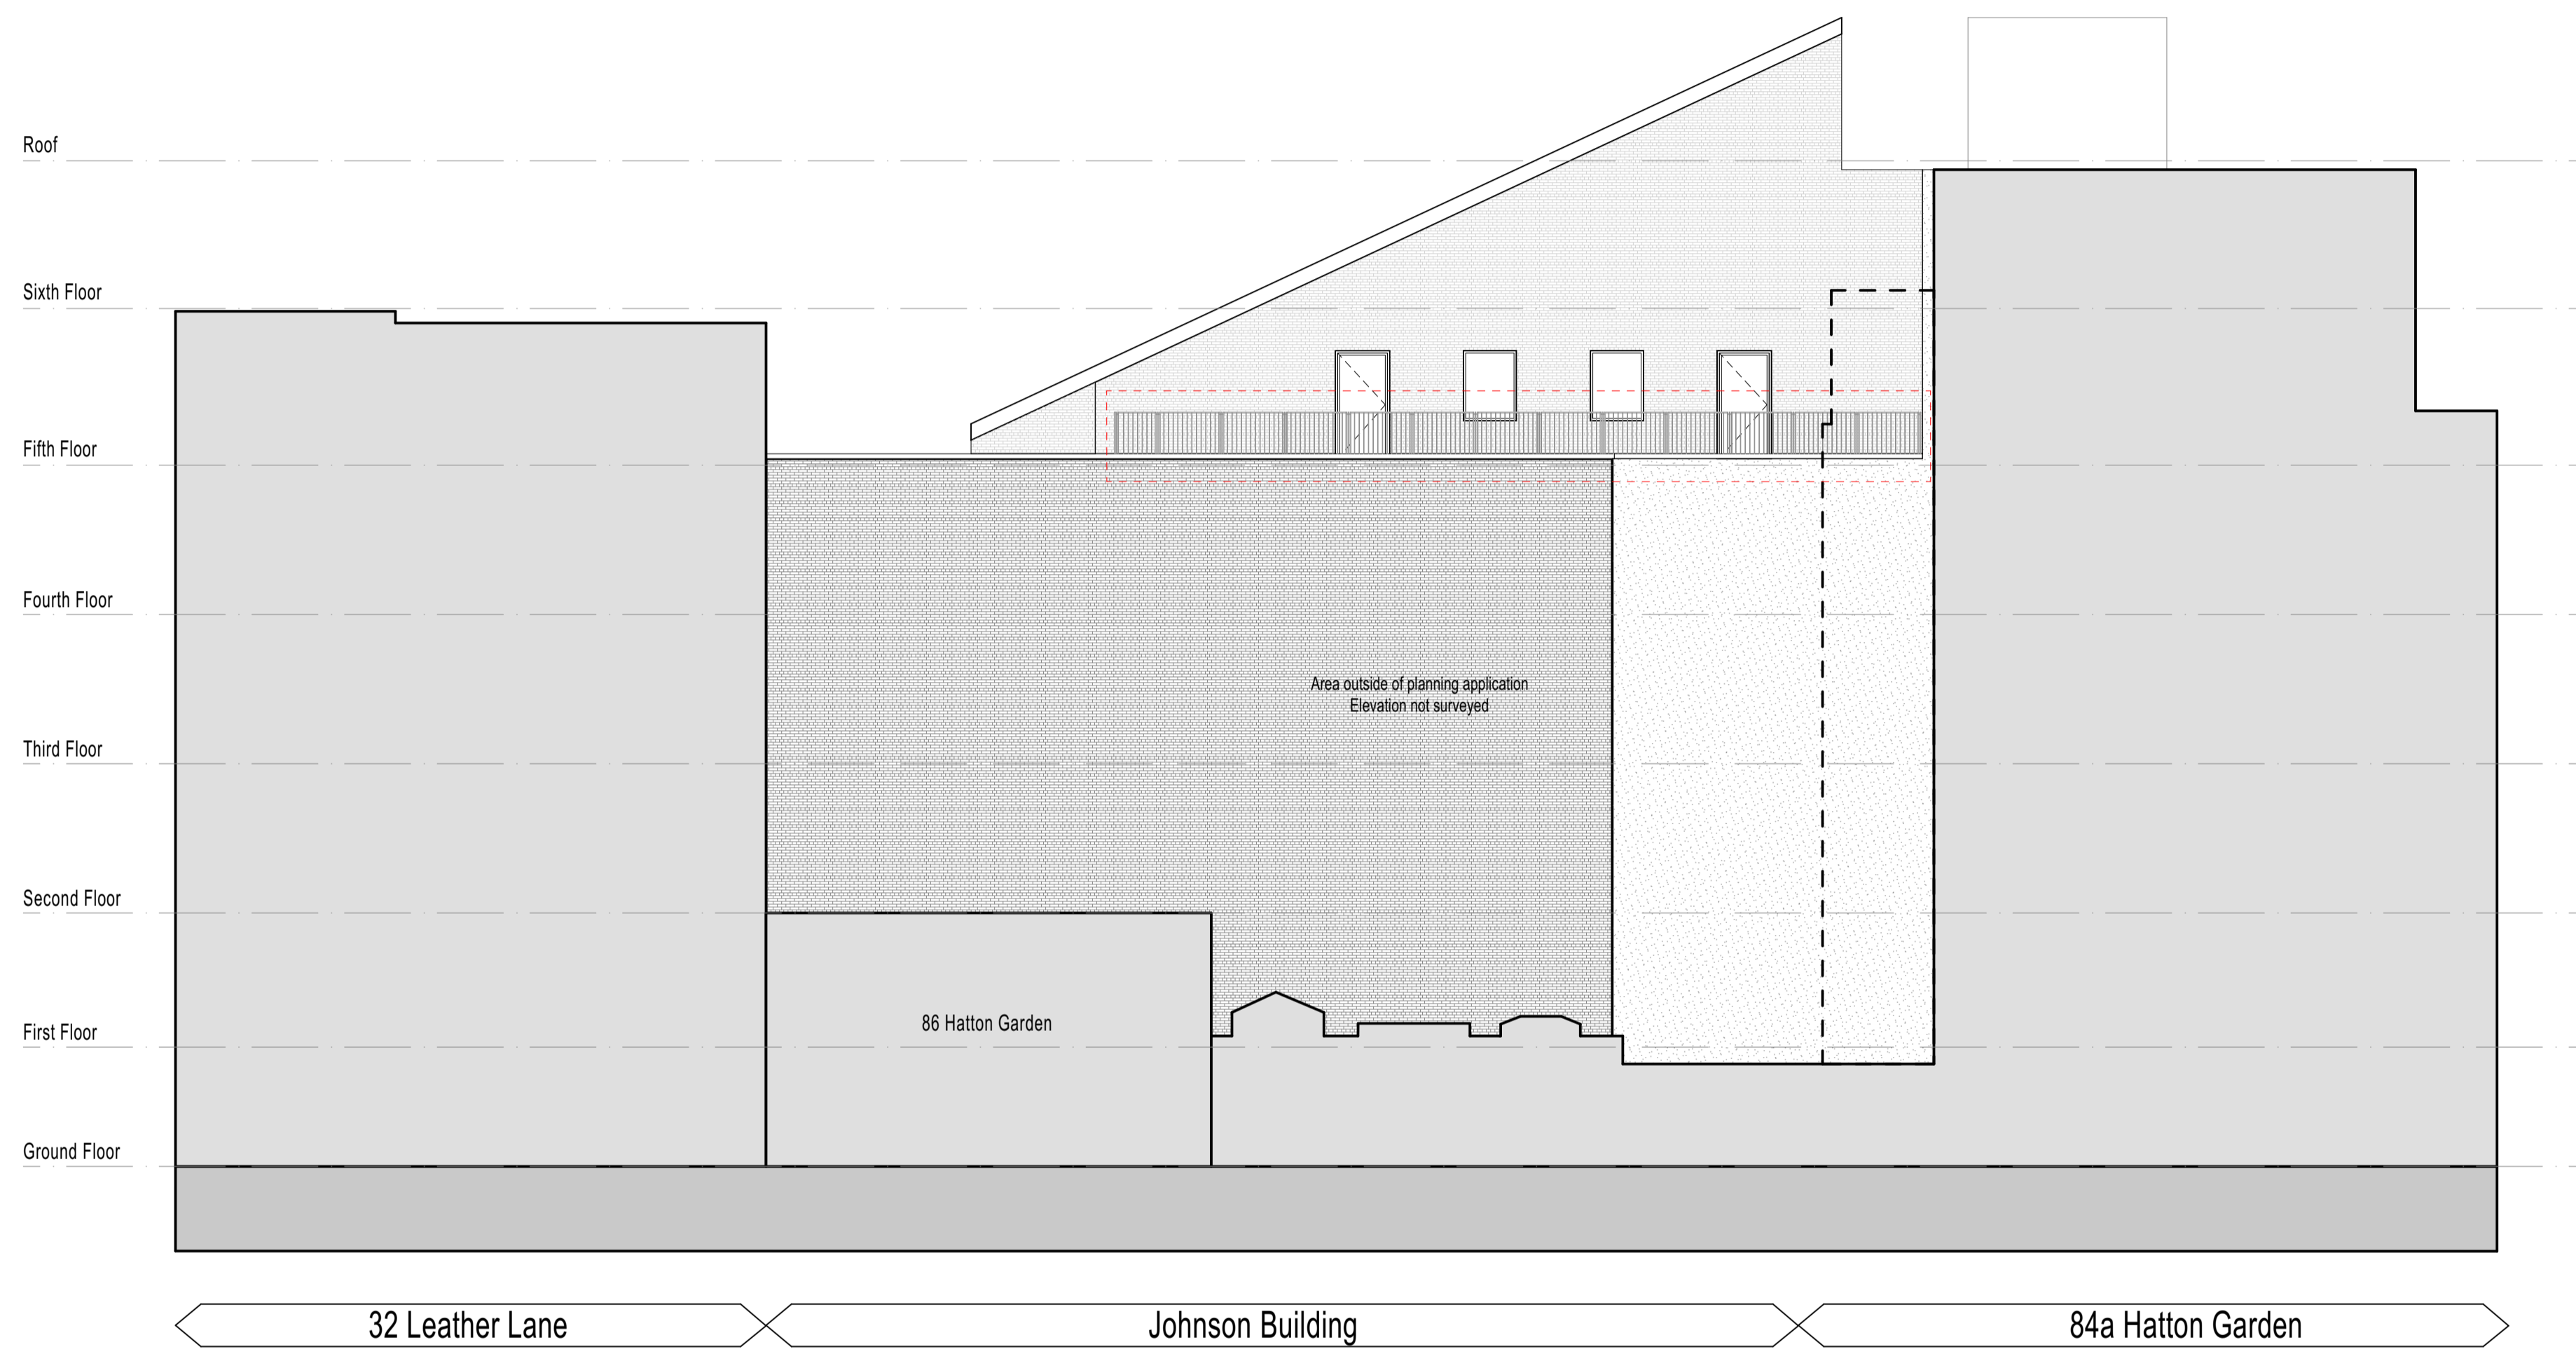 Roof
Sixth Floor
Fifth Floor
Fourth Floor
Area outside of planning application
Elevation not surveyed
Third Floor
Second Floor
86 Hatton Garden
First Floor
Ground Floor
32 Leather Lane
Johnson Building
84a Hatton Garden